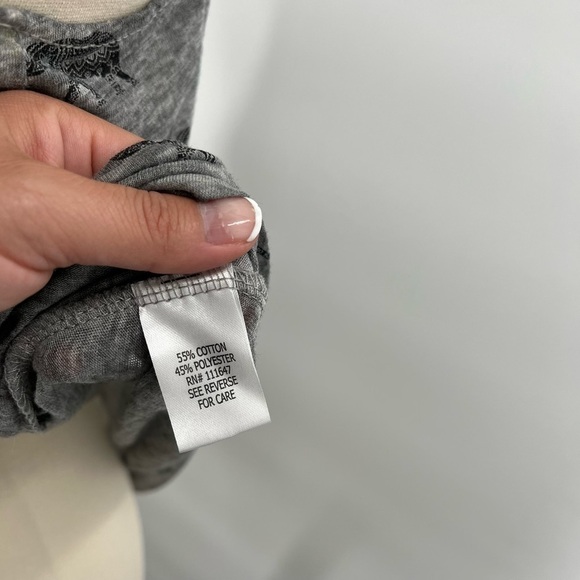 55% COTTON
45% POLYESTER
RN# 111647
SEE REVERSE
FOR CARE